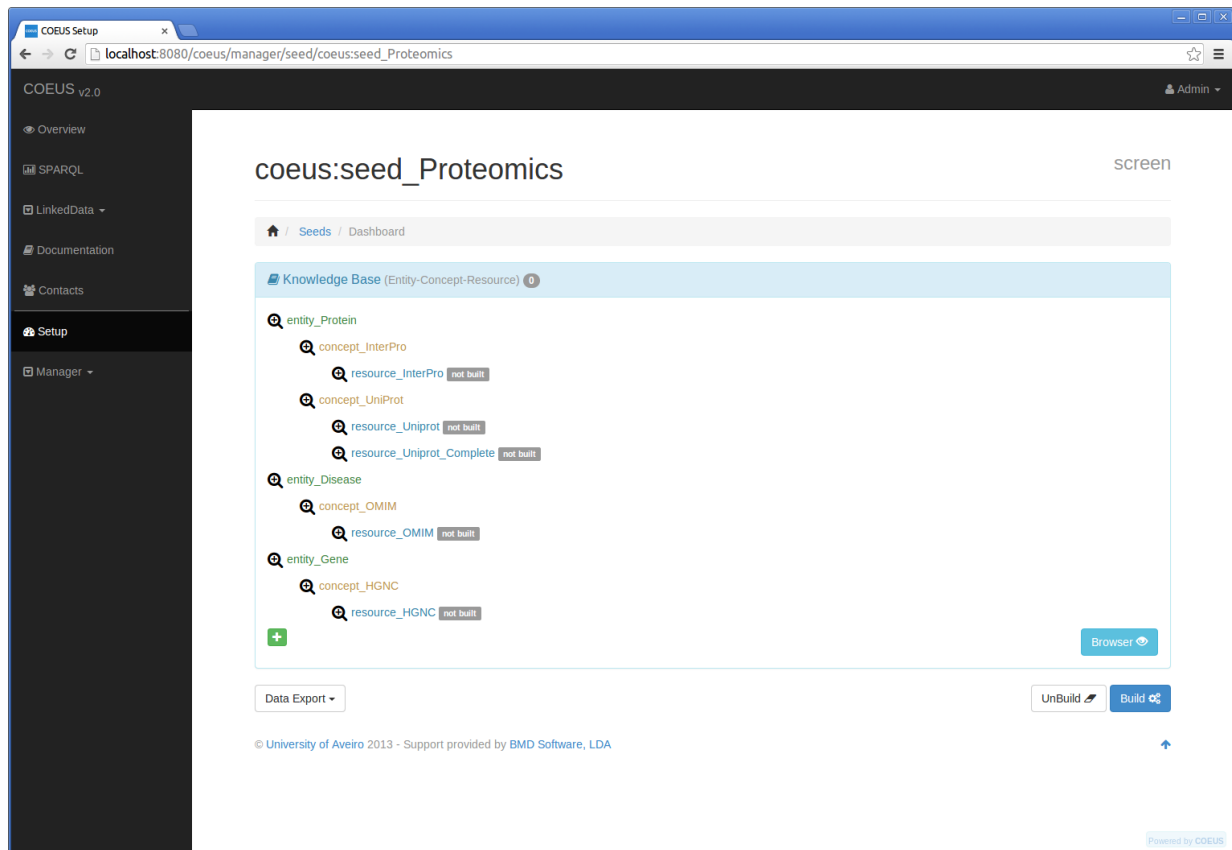 COEUS Setup
localhost:8080/coeus/manager/seed/coeus:seed_Proteomics
COEUS v2.0
Admin
Overview
SPARQL
LinkedData
Documentation
Contacts
Setup
Manager
coeus:seed_Proteomics
screen
/ Seeds / Dashboard
Knowledge Base (Entity-Concept-Resource) 0
entity_Protein
concept_InterPro
resource_InterPro not built
concept_UniProt
resource_Uniprot not built
resource_Uniprot_Complete not built
entity_Disease
concept_OMIM
resource_OMIM not built
entity_Gene
concept_HGNC
resource_HGNC not built
Browser
Data Export
UnBuild
Build
© University of Aveiro 2013 - Support provided by BMD Software, LDA
Powered by COEUS